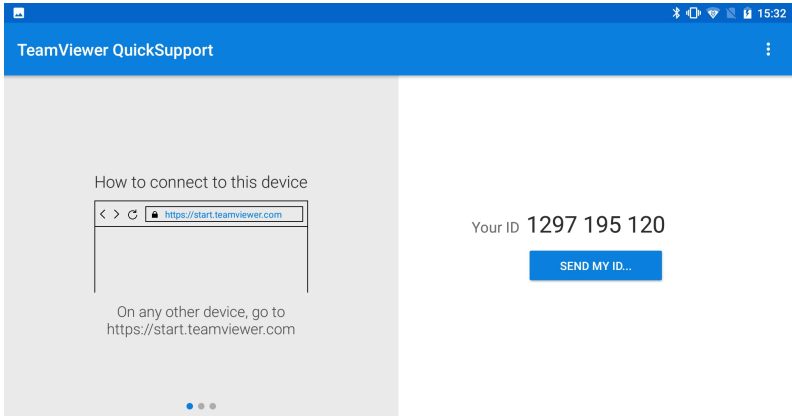 15:32
TeamViewer QuickSupport
How to connect to this device
https://start.teamviewer.com
On any other device, go to
https://start.teamviewer.com
Your ID 1297 195 120
SEND MY ID...